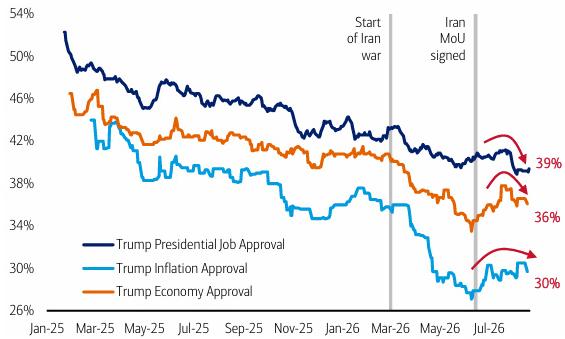 54%
50%
46%
42%
38%
34%
30%
26%
Start
of Iran
war
Iran
MoU
signed
39%
36%
30%
Trump Presidential Job Approval
Trump Inflation Approval
Trump Economy Approval
Jan-25 Mar-25 May-25 Jul-25 Sep-25 Nov-25 Jan-26 Mar-26 May-26 Jul-26